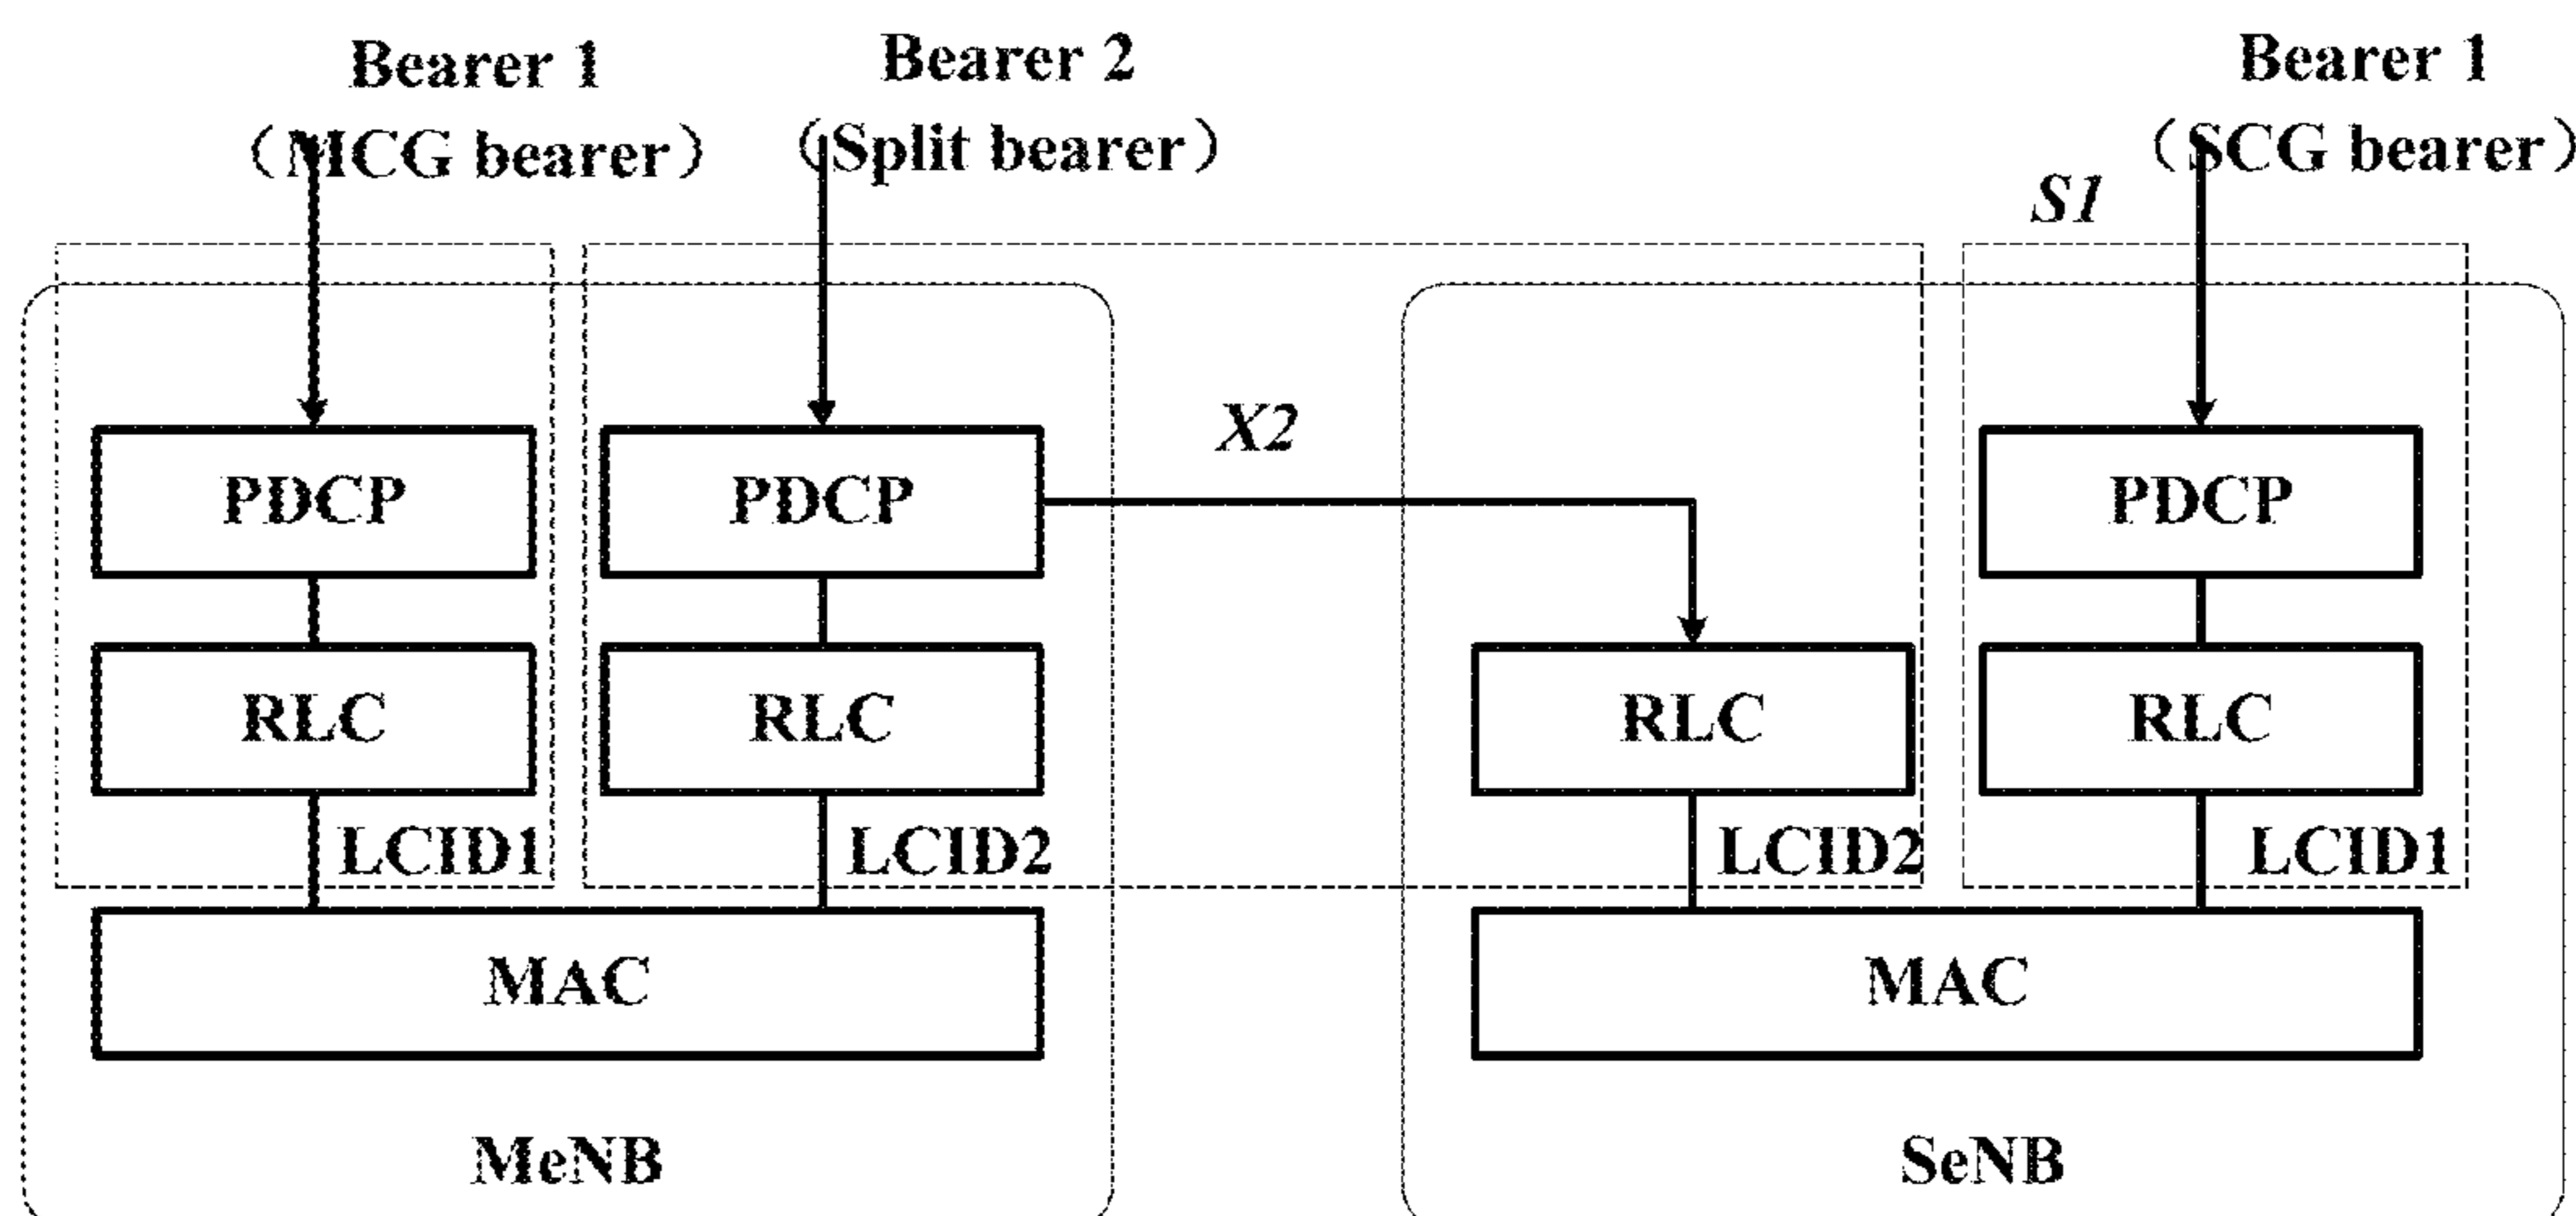 Bearer 1
（MCG bearer）
Bearer 2
（Split bearer）
Bearer 1
（SCG bearer）
S1
X2
PDCP
PDCP
PDCP
RLC
RLC
RLC
RLC
LCID1
LCID2
LCID2
LCID1
MAC
MAC
MeNB
SeNB